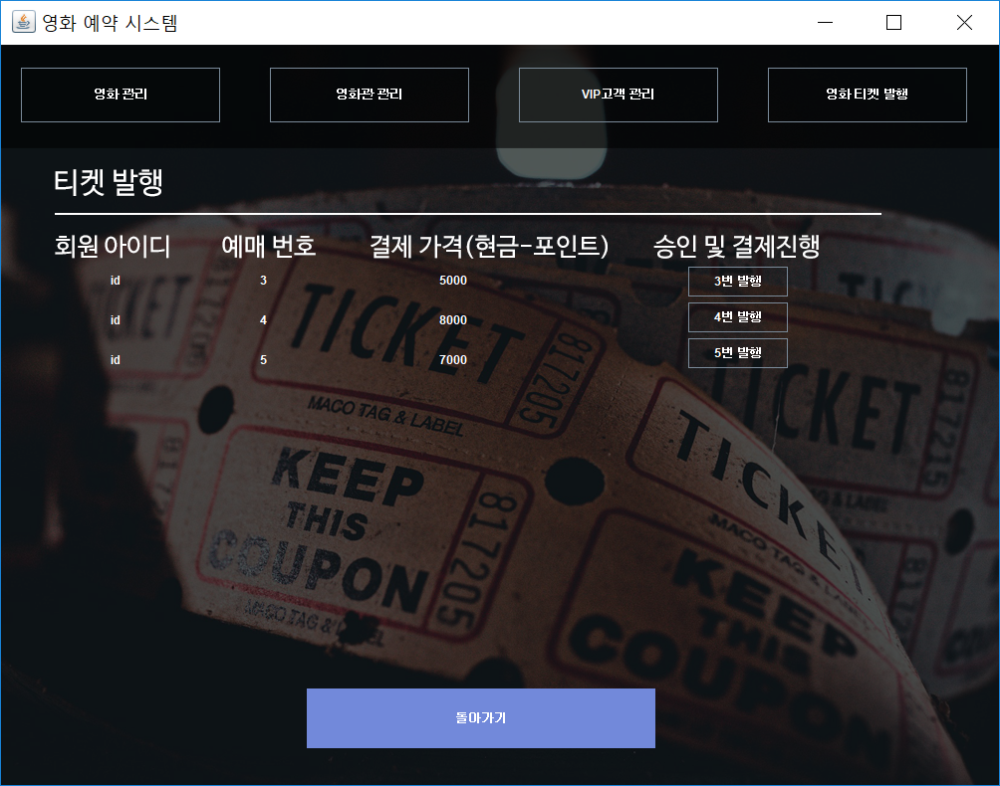 영화 예약 시스템
영화 관리 영화관 관리 VIP고객 관리 영화 티켓 발행
티켓 발행
회원 아이디 예매 번호 결제 가격(현금-포인트) 승인 및 결제진행
id 3 5000 3번 발행
id 4 8000 4번 발행
id 5 7000 5번 발행
TICKET
817205
MACO TAG & LABEL
KEEP
THIS
COUPON
817205
MACO TAG & LABEL
TICKET
TICKET
817215
MACO TAG & LABEL
KEEP
THIS
COUPON
돌아가기